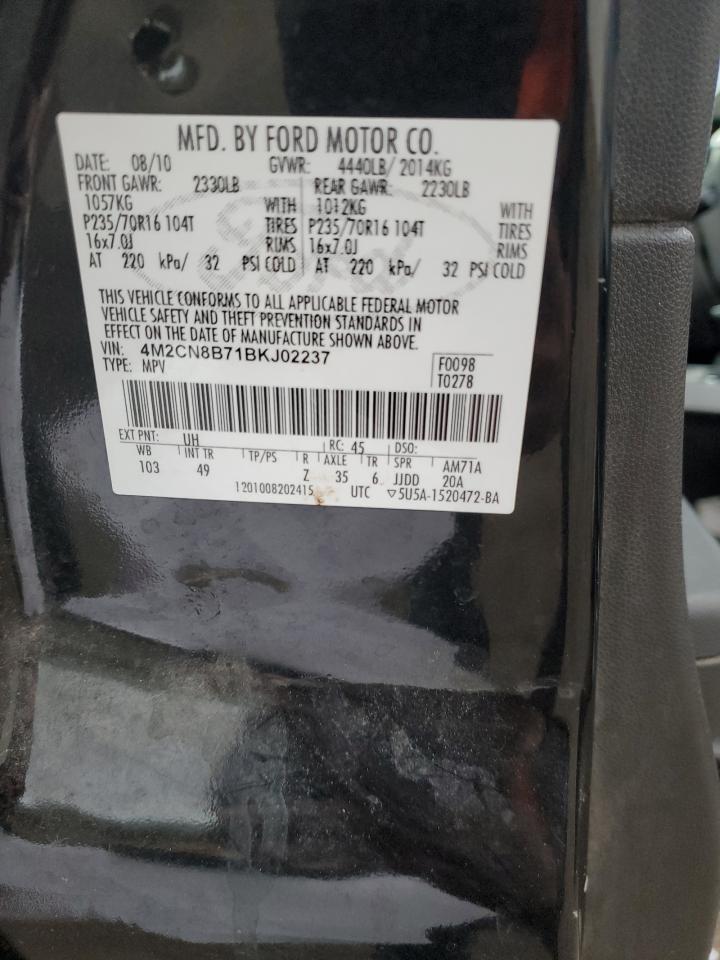 MFD. BY FORD MOTOR CO.
DATE: 08/10 GVWR: 4440LB/ 2014KG
FRONT GAWR: 2330LB REAR GAWR: 2230LB
1057KG WITH 1012KG WITH
P235/70R16 104T TIRES P235/70R16 104T TIRES
16x7.0J RIMS 16x7.0J RIMS
AT 220 kPa/ 32 PSI COLD AT 220 kPa/ 32 PSI COLD
THIS VEHICLE CONFORMS TO ALL APPLICABLE FEDERAL MOTOR
VEHICLE SAFETY AND THEFT PREVENTION STANDARDS IN
EFFECT ON THE DATE OF MANUFACTURE SHOWN ABOVE.
VIN: 4M2CN8B71BKJ02237 F0098
TYPE: MPV T0278
EXT PNT: UH RC: 45 DSO:
WB INT TR TP/PS R AXLE TR SPR AM71A
103 49 Z 35 6 JJDD 20A
1201008202415 UTC ▽5U5A-1520472-BA